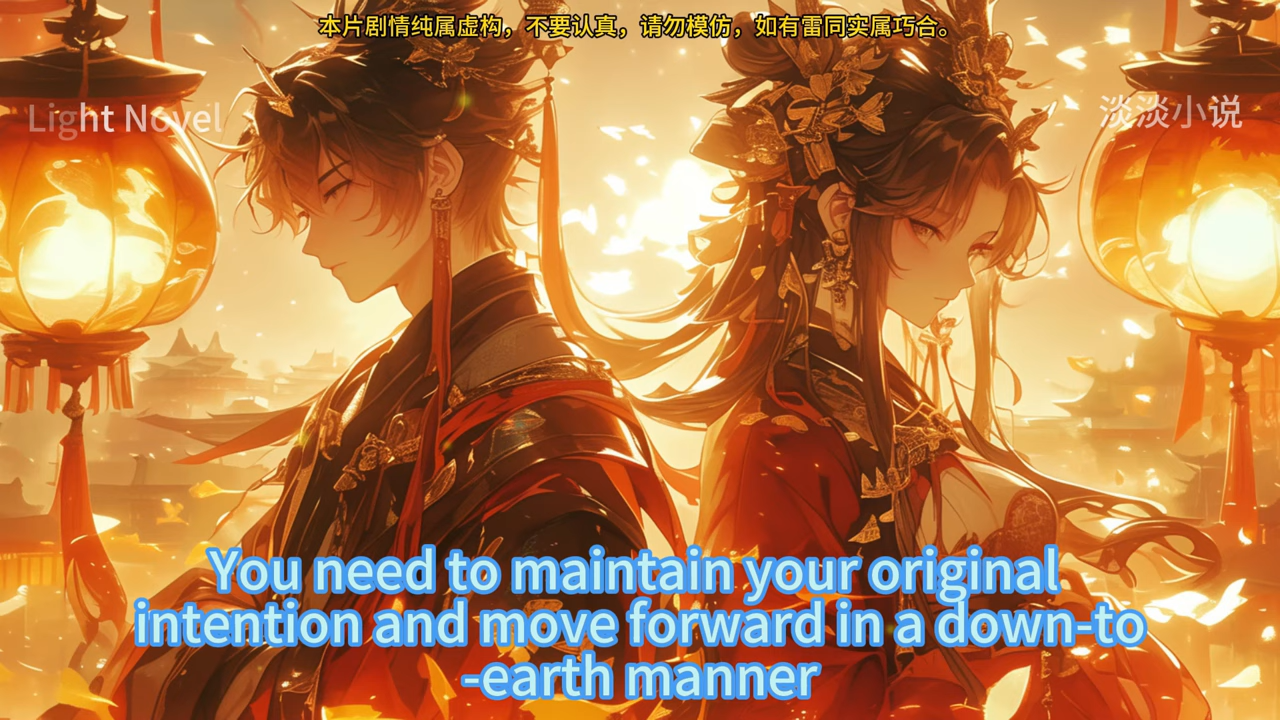 本片剧情纯属虚构，不要认真，请勿模仿，如有雷同实属巧合。
Light Novel
淡淡小说
You need to maintain your original
intention and move forward in a down-to
-earth manner